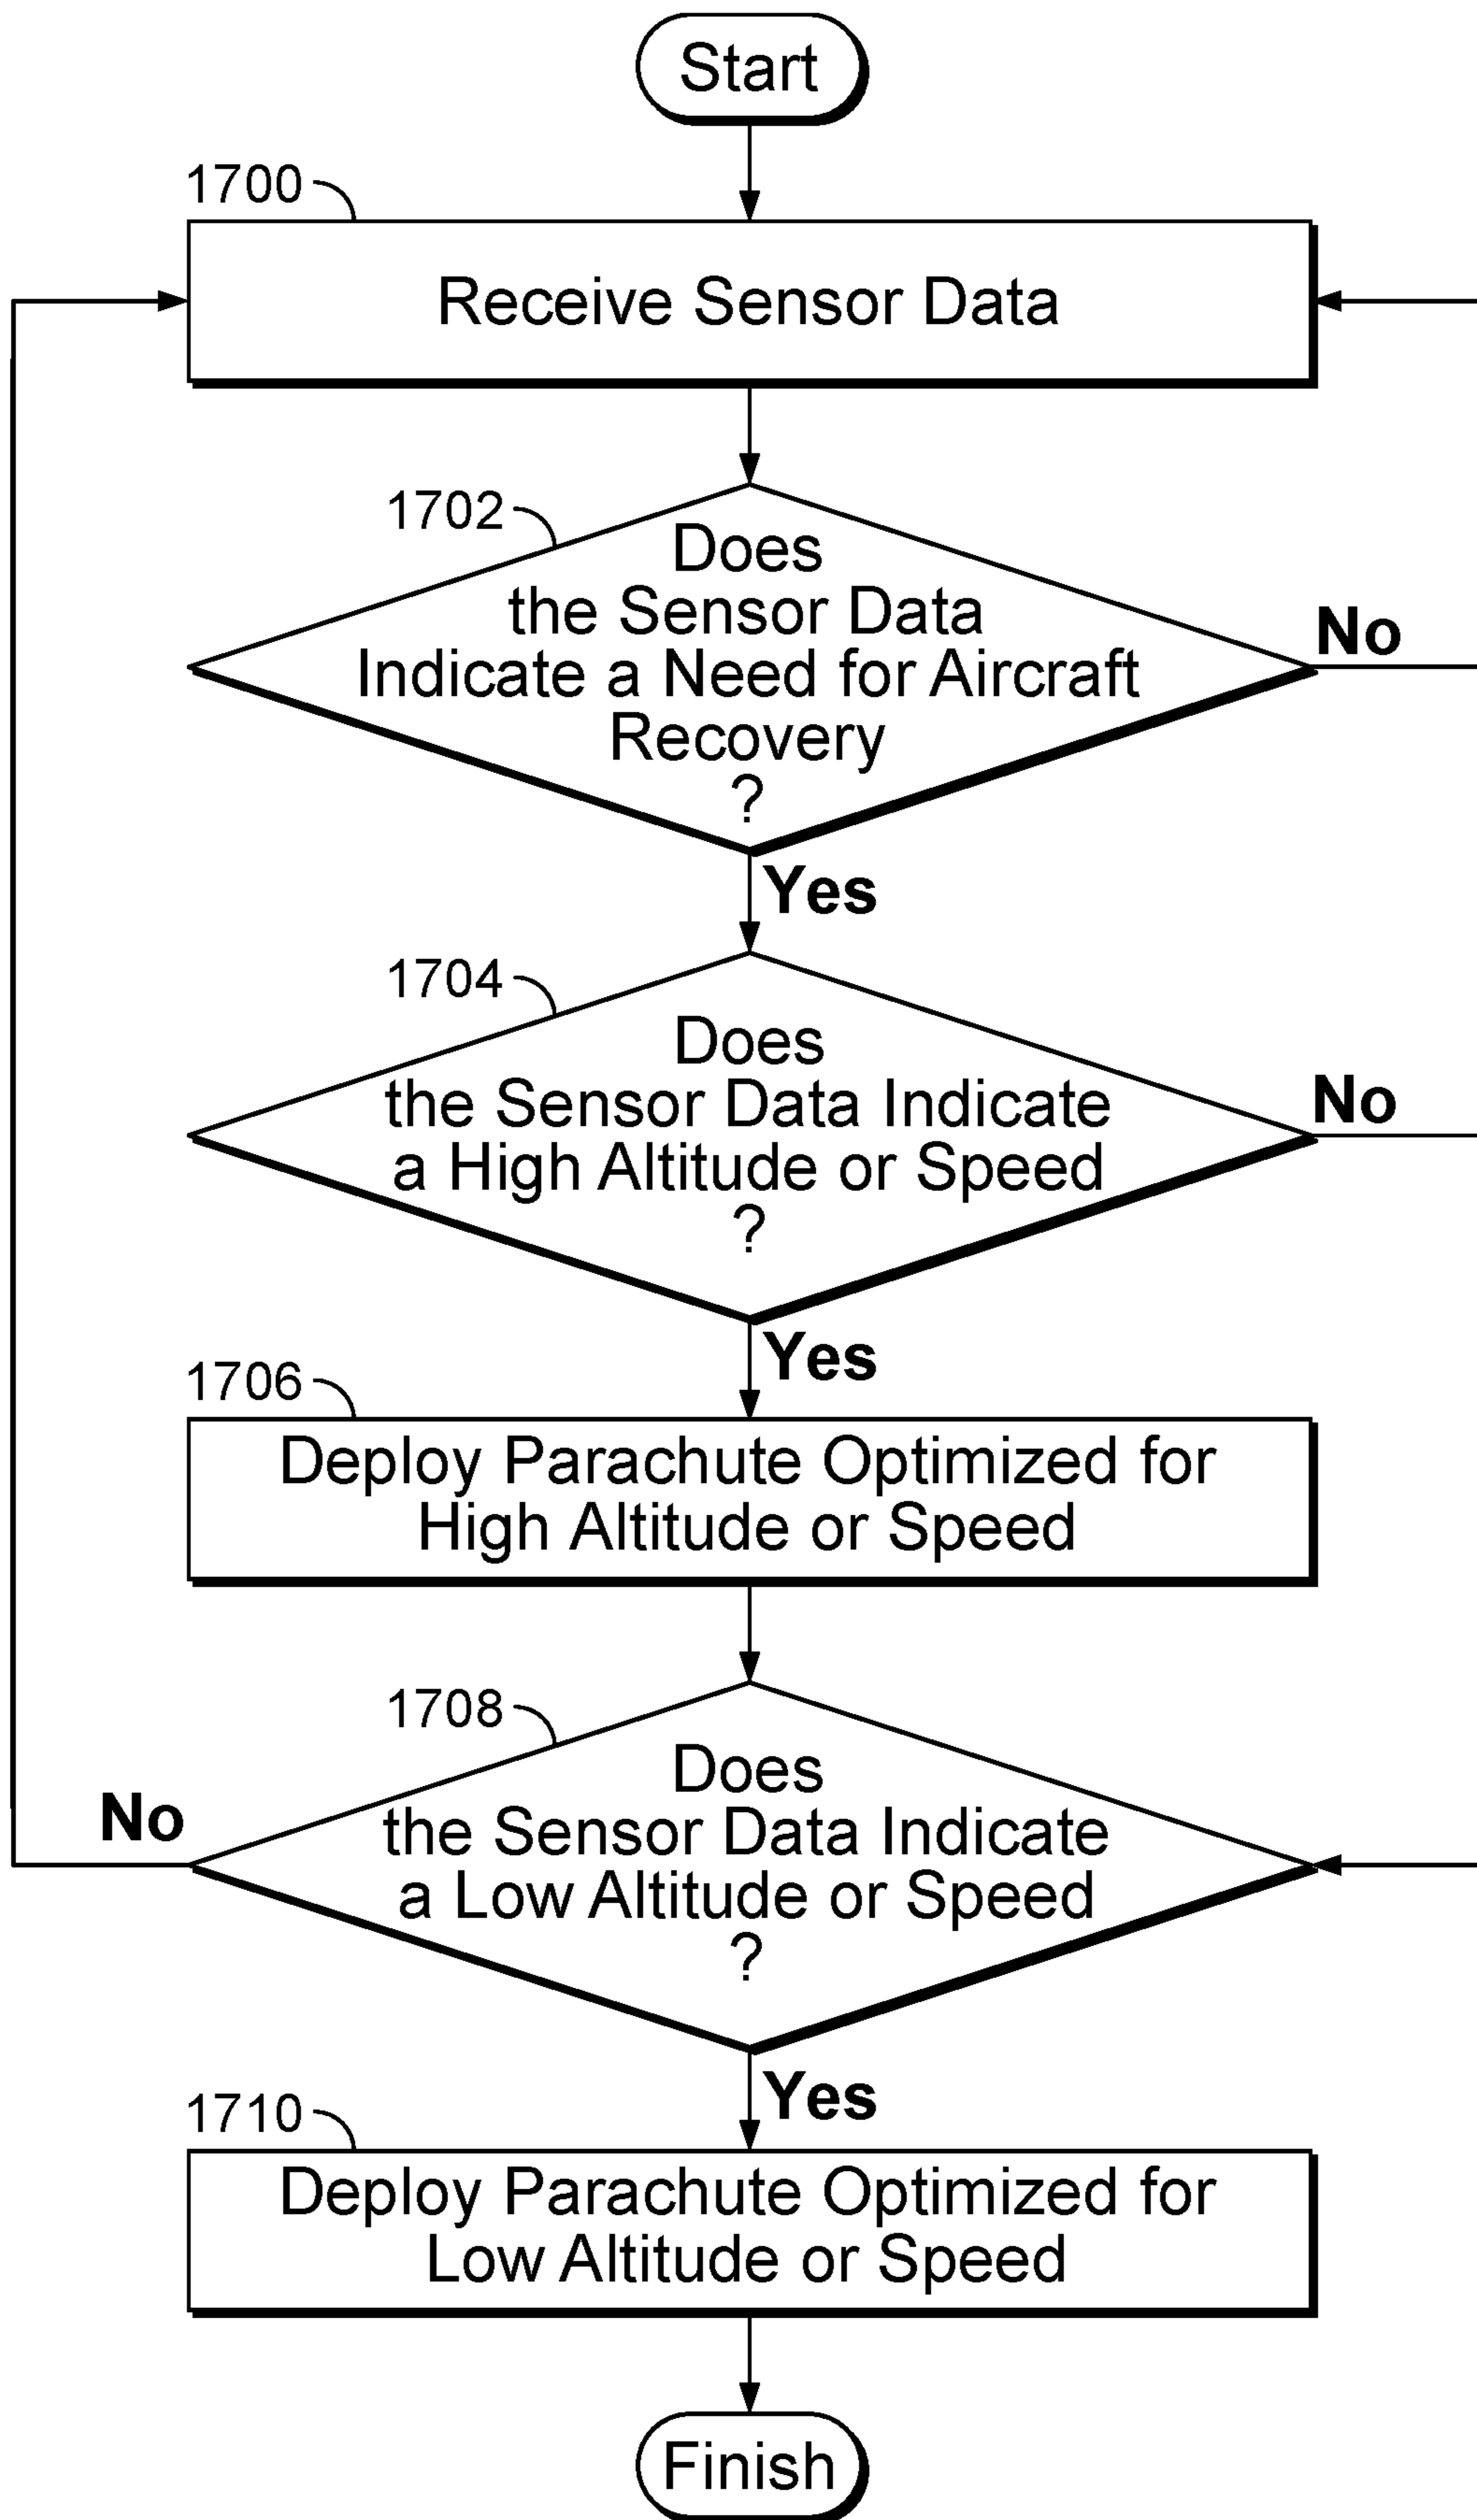 Start
1700
Receive Sensor Data
1702
Does
the Sensor Data
Indicate a Need for Aircraft
Recovery
?
No
Yes
1704
Does
the Sensor Data Indicate
a High Altitude or Speed
?
No
Yes
1706
Deploy Parachute Optimized for
High Altitude or Speed
1708
Does
the Sensor Data Indicate
a Low Altitude or Speed
?
No
Yes
1710
Deploy Parachute Optimized for
Low Altitude or Speed
Finish